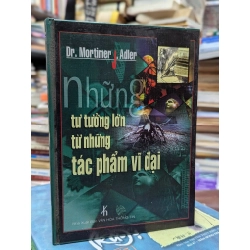 Dr. Mortimer J. Adler
Những
tư tưởng lớn
từ những
tác phẩm vĩ đại